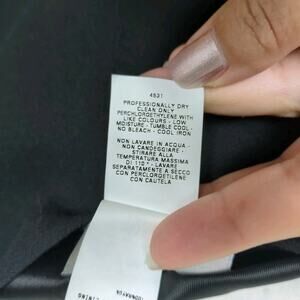 4531
PROFESSIONALLY DRY
CLEAN ONLY
PERCHLOROETHYLENE WITH
LIKE COLOURS - LOW
MOISTURE - TUMBLE COOL -
NO BLEACH - COOL IRON
NON LAVARE IN ACQUA -
NON CANDEGGIARE -
STIRARE ALLA
TEMPERATURA MASSIMA
DI 110° - LAVARE
SEPARATAMENTE A SECCO
CON PERCLOROETILENE
CON CAUTELA